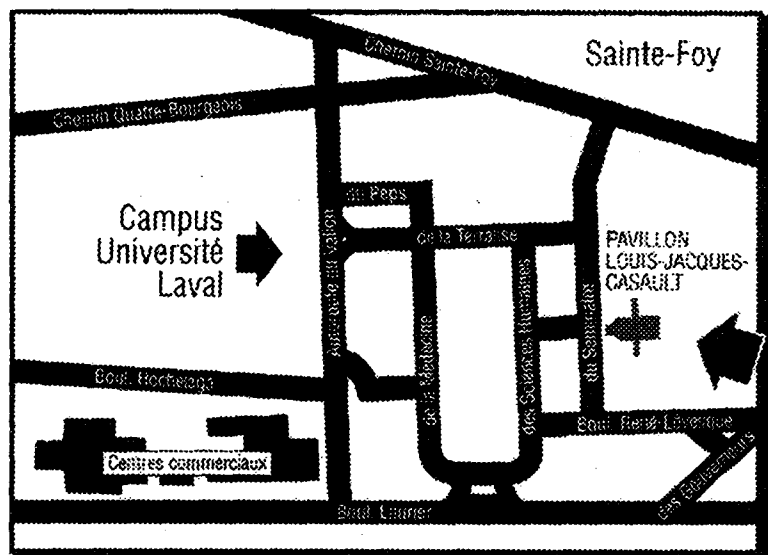 Sainte-Foy
Chemin Sainte-Foy
Chemin Quatre-Bourgeois
du Peps
Campus
Université
Laval
Autoroute du Vallon
de la Terrasse
PAVILLON
LOUIS-JACQUES-
CASAULT
de la Médecine
des Sciences Humaines
du Séminaire
Boul. Hochelaga
Boul. René-Lévesque
Centres commerciaux
Boul. Laurier
des Gouverneurs